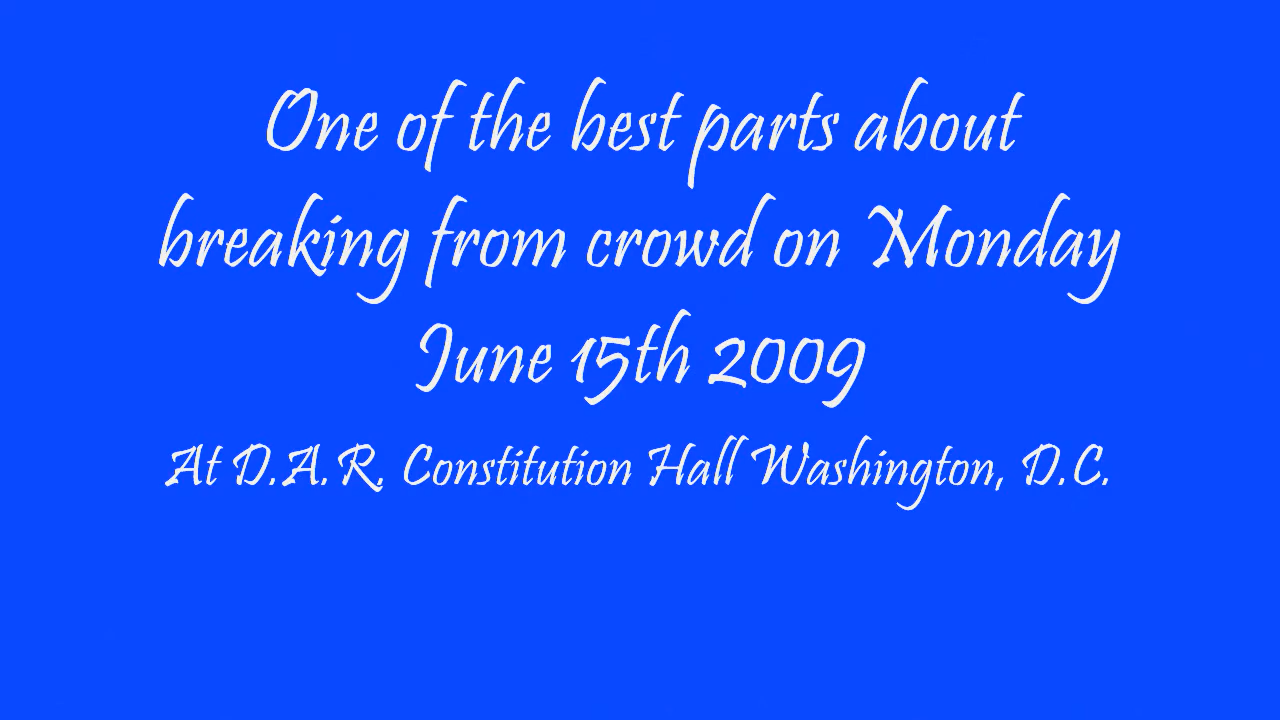 One of the best parts about
breaking from crowd on Monday
June 15th 2009
At D.A.R. Constitution Hall Washington, D.C.